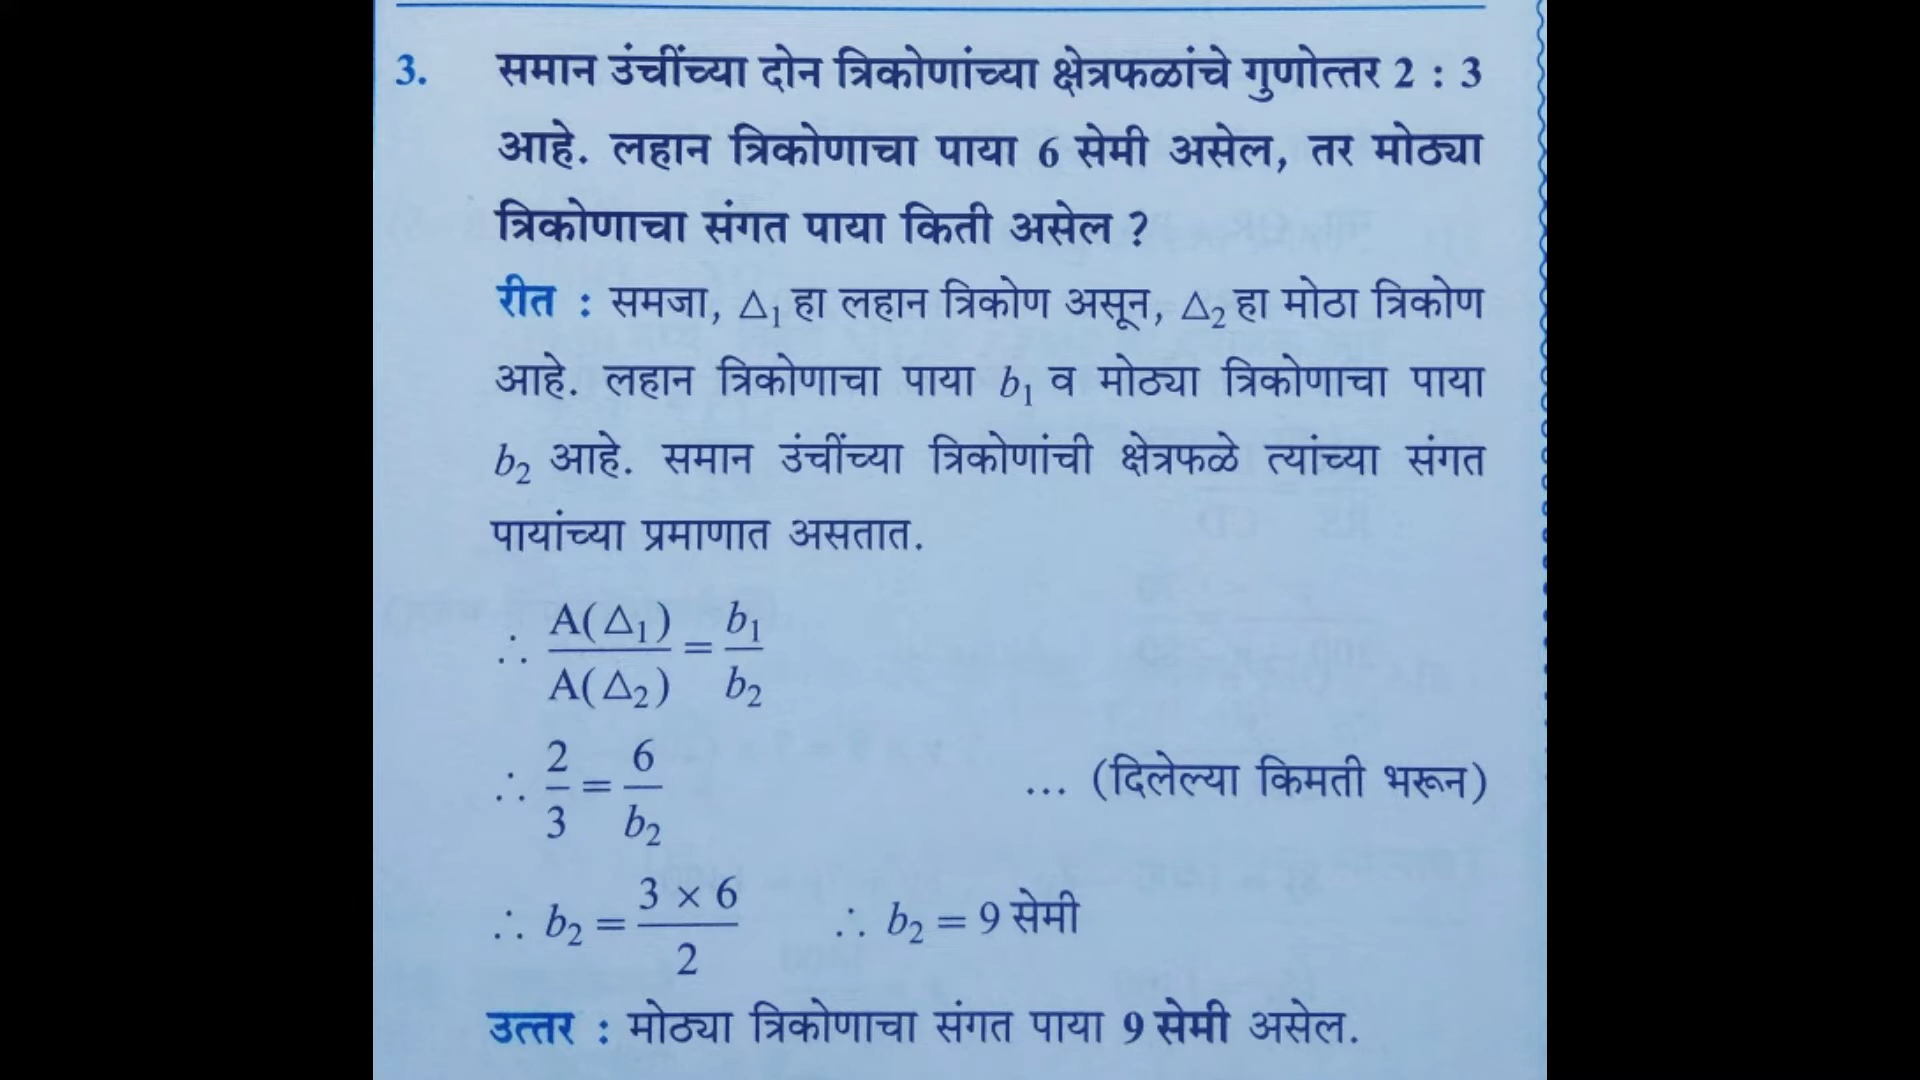 3. समान उंचींच्या दोन त्रिकोणांच्या क्षेत्रफळांचे गुणोत्तर 2 : 3
आहे. लहान त्रिकोणाचा पाया 6 सेमी असेल, तर मोठ्या
त्रिकोणाचा संगत पाया किती असेल ?
रीत : समजा, △₁ हा लहान त्रिकोण असून, △₂ हा मोठा त्रिकोण
आहे. लहान त्रिकोणाचा पाया b₁ व मोठ्या त्रिकोणाचा पाया
b₂ आहे. समान उंचींच्या त्रिकोणांची क्षेत्रफळे त्यांच्या संगत
पायांच्या प्रमाणात असतात.
∴ A(△₁)/A(△₂) = b₁/b₂
∴ 2/3 = 6/b₂ ... (दिलेल्या किमती भरून)
∴ b₂ = 3 × 6/2 ∴ b₂ = 9 सेमी
उत्तर : मोठ्या त्रिकोणाचा संगत पाया 9 सेमी असेल.